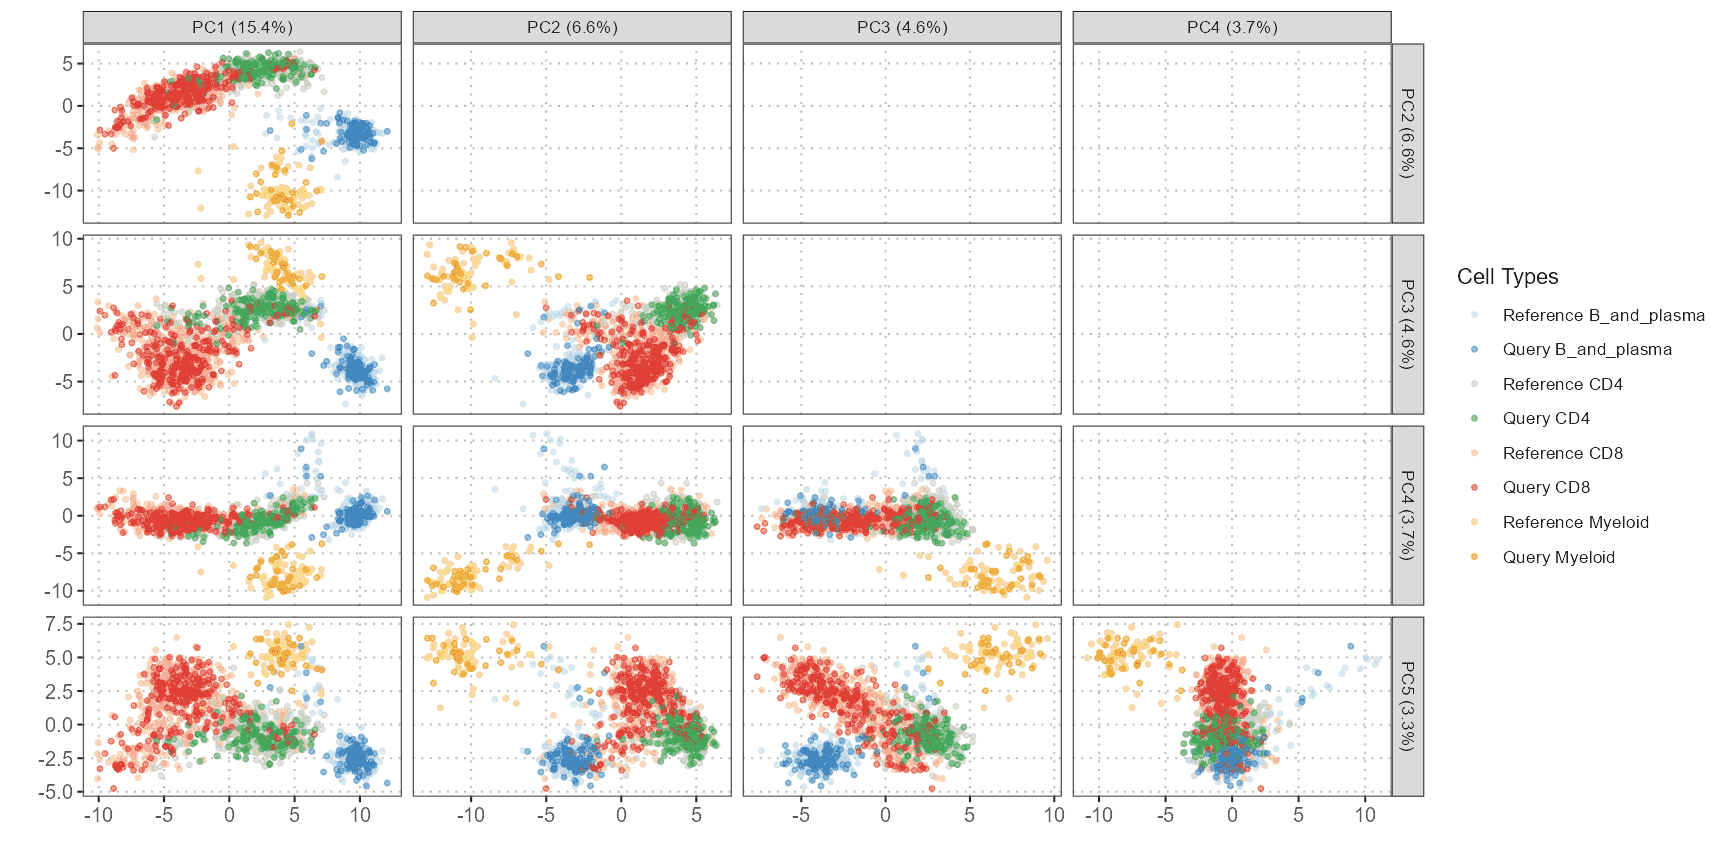 PC1 (15.4%) PC2 (6.6%) PC3 (4.6%) PC4 (3.7%)
5
0
-5
-10
PC2 (6.6%)
10
5
0
-5
PC3 (4.6%)
10
5
0
-5
-10
PC4 (3.7%)
7.5
5.0
2.5
0.0
-2.5
-5.0
PC5 (3.3%)
-10 -5 0 5 10 -10 -5 0 5 -5 0 5 10 -10 -5 0 5 10
Cell Types
Reference B_and_plasma
Query B_and_plasma
Reference CD4
Query CD4
Reference CD8
Query CD8
Reference Myeloid
Query Myeloid